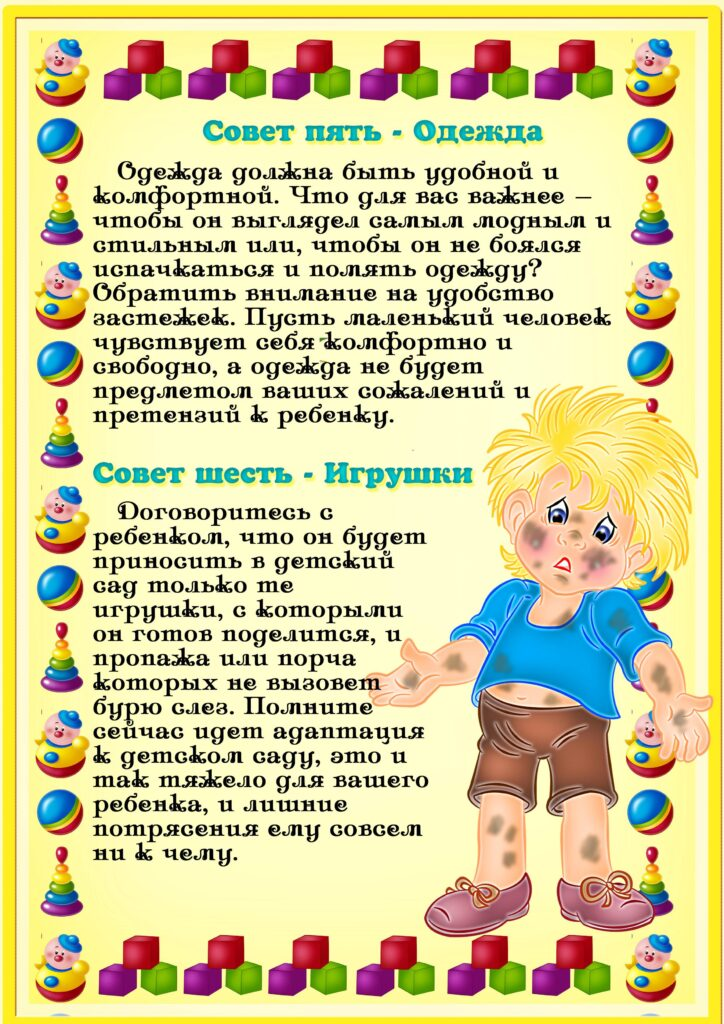 Совет пять - Одежда
Одежда должна быть удобной и
комфортной. Что для вас важнее –
чтобы он выглядел самым модным и
стильным или, чтобы он не боялся
испачкаться и помять одежду?
Обратить внимание на удобство
застежек. Пусть маленький человек
чувствует себя комфортно и
свободно, а одежда не будет
предметом ваших сожалений и
претензий к ребенку.
Совет шесть - Игрушки
Договоритесь с
ребенком, что он будет
приносить в детский
сад только те
игрушки, с которыми
он готов поделится, и
пропажа или порча
которых не вызовет
бурю слез. Помните
сейчас идет адаптация
к детском саду, это и
так тяжело для вашего
ребенка, и лишние
потрясения ему совсем
ни к чему.